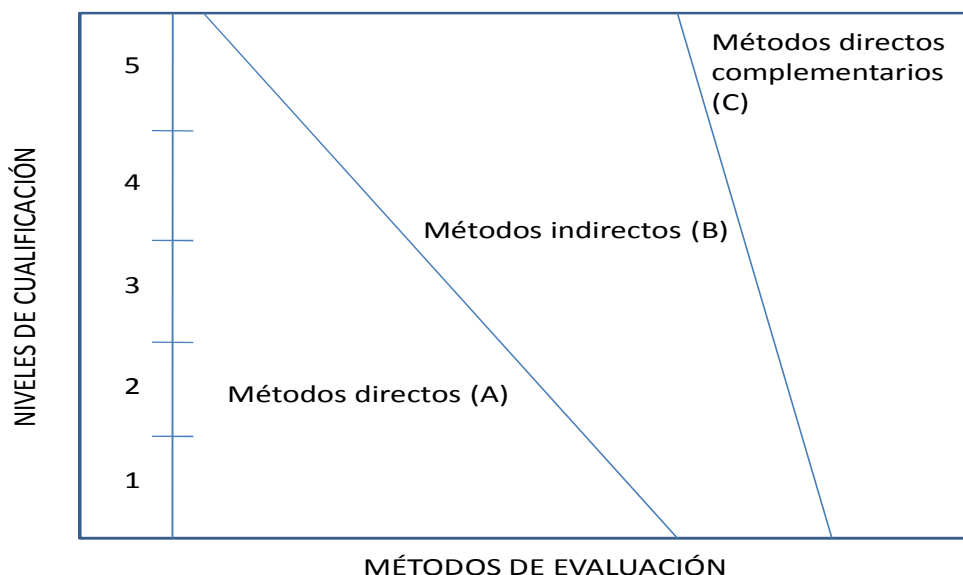 Métodos directos
complementarios
(C)
5
4
Métodos indirectos (B)
3
2
Métodos directos (A)
1
NIVELES DE CUALIFICACIÓN
MÉTODOS DE EVALUACIÓN